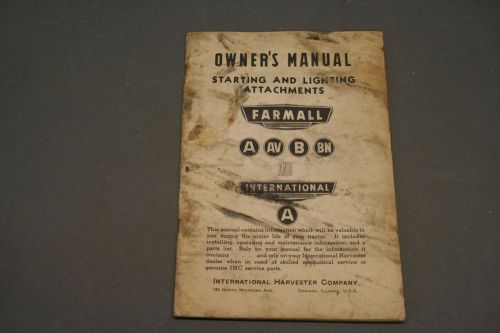 OWNER'S MANUAL
STARTING AND LIGHTING
ATTACHMENTS
FARMALL
A AV B BN
AND
INTERNATIONAL
A
This manual contains information which will be valuable to
you during the entire life of your tractor. It includes
installing, operating and maintenance information, and a
parts list. Rely on your manual for the information it
contains and rely on your International Harvester
dealer when in need of skilled mechanical service or
genuine IHC service parts.
INTERNATIONAL HARVESTER COMPANY
180 NORTH MICHIGAN AVE. CHICAGO, ILLINOIS, U.S.A.